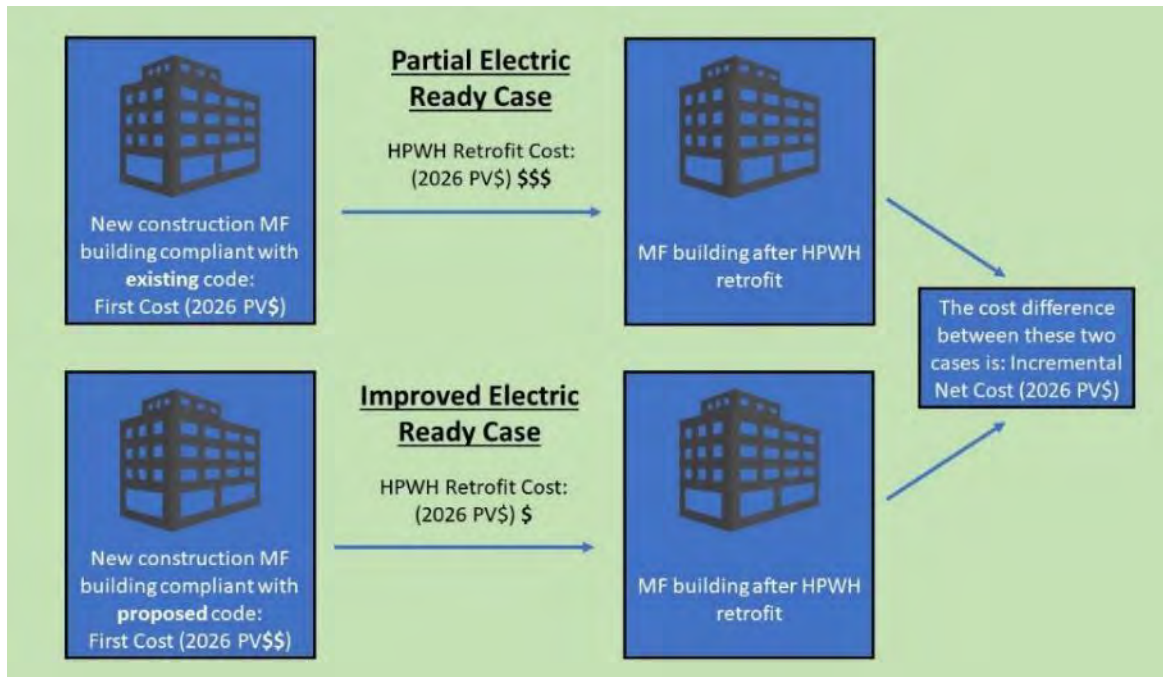 Partial Electric
Ready Case
HPWH Retrofit Cost:
(2026 PV$) $$$
New construction MF
building compliant with
existing code:
First Cost (2026 PV$)
MF building after HPWH
retrofit
The cost difference
between these two
cases is: Incremental
Net Cost (2026 PV$)
Improved Electric
Ready Case
HPWH Retrofit Cost:
(2026 PV$) $
New construction MF
building compliant with
proposed code:
First Cost (2026 PV$$)
MF building after HPWH
retrofit